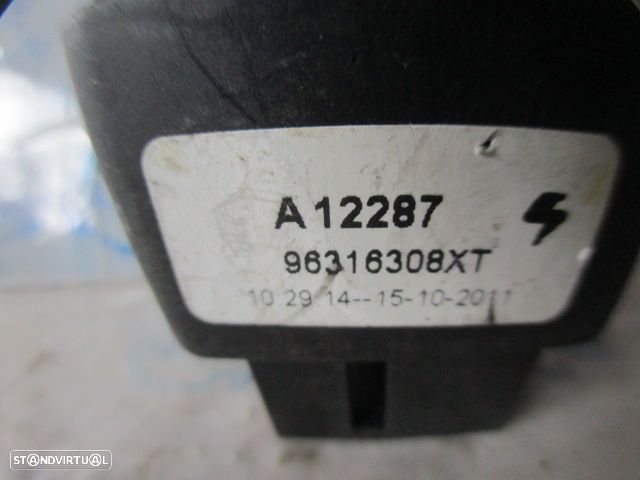 A12287
96316308XT
10 29 14--15-10-2011
STANDVIRTUAL